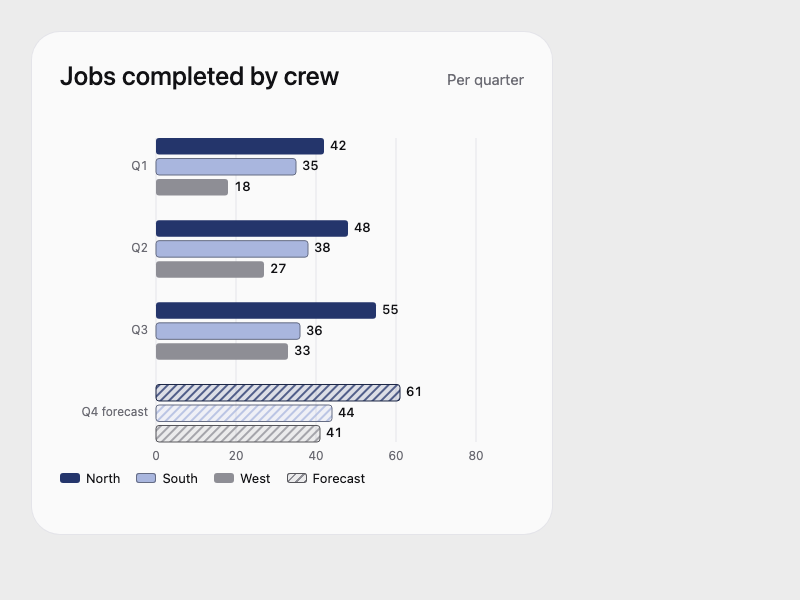 Jobs completed by crew
Per quarter
Q1
42
35
18
Q2
48
38
27
Q3
55
36
33
Q4 forecast
61
44
41
0 20 40 60 80
North South West Forecast